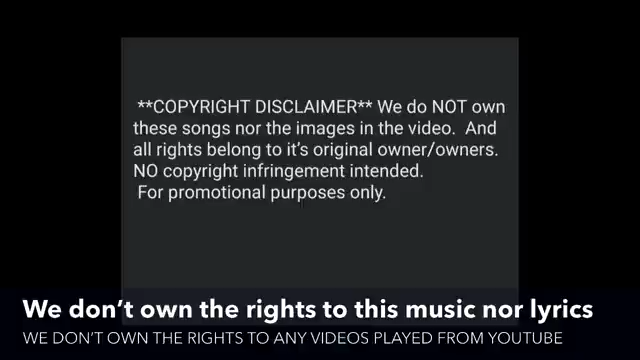 **COPYRIGHT DISCLAIMER** We do NOT own
these songs nor the images in the video. And
all rights belong to it's original owner/owners.
NO copyright infringement intended.
For promotional purposes only.
We don't own the rights to this music nor lyrics
WE DON'T OWN THE RIGHTS TO ANY VIDEOS PLAYED FROM YOUTUBE